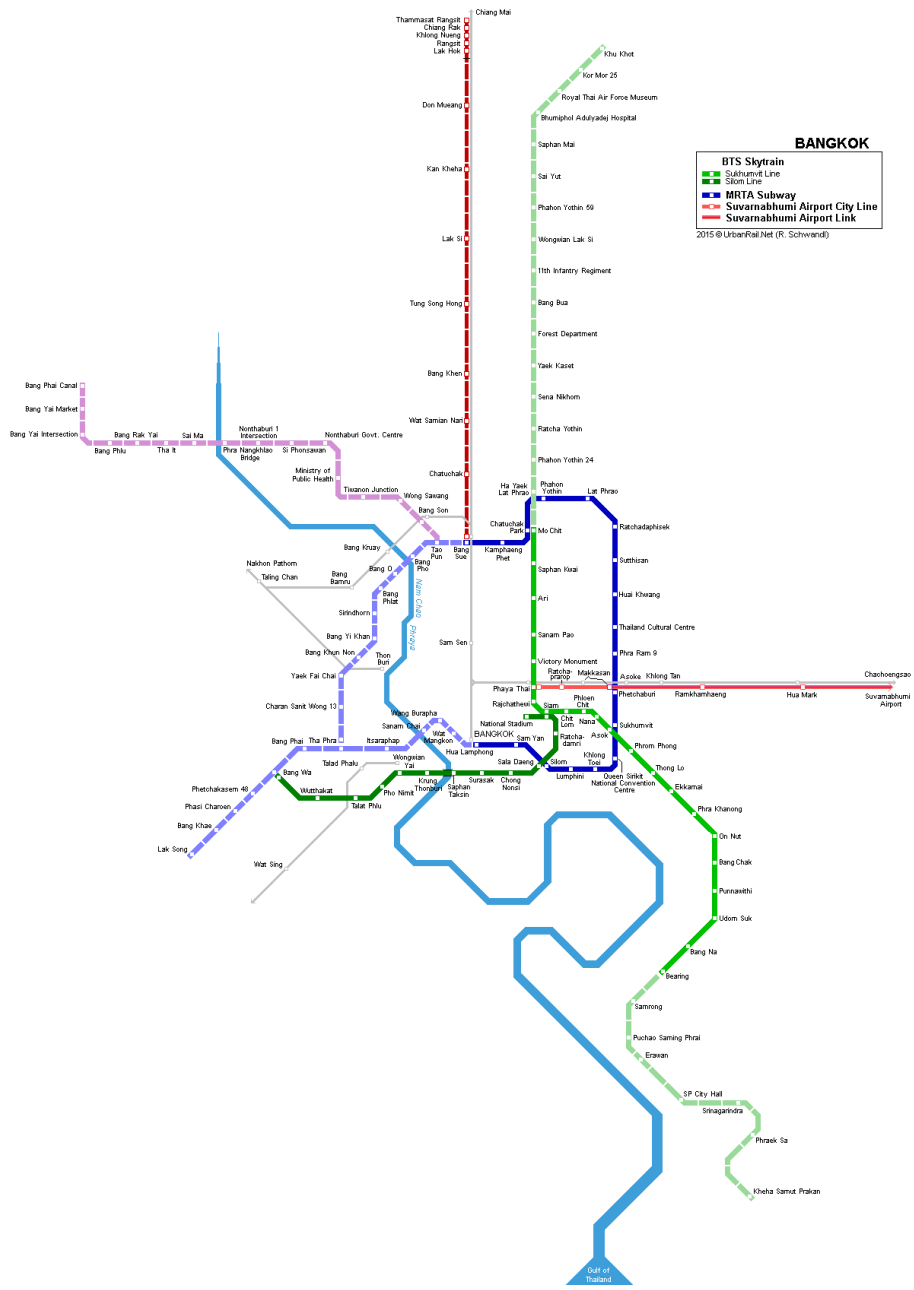 Chiang Mai
Thammasat Rangsit
Chiang Rak
Khlong Nueng
Rangsit
Lak Hok
Khu Khot
Kor Mor 25
Royal Thai Air Force Museum
Don Mueang
Bhumiphol Adulyadej Hospital
BANGKOK
BTS Skytrain
Sukhumvit Line
Silom Line
MRTA Subway
Suvarnabhumi Airport City Line
Suvarnabhumi Airport Link
2015 © UrbanRail.Net (R. Schwandl)
Saphan Mai
Kan Kheha
Sai Yut
Phahon Yothin 59
Lak Si
Wongwian Lak Si
11th Infantry Regiment
Tung Song Hong
Bang Bua
Forest Department
Yaek Kaset
Bang Khen
Sena Nikhom
Wat Samian Nari
Ratcha Yothin
Phahon Yothin 24
Chatuchak
Bang Phai Canal
Bang Yai Market
Bang Yai Intersection
Bang Phlu
Bang Rak Yai
Tha It
Sai Ma
Phra Nangkhlao
Bridge
Nonthaburi 1
Intersection
Si Phonsawan
Nonthaburi Govt. Centre
Ministry of
Public Health
Tiwanon Junction
Wong Sawang
Bang Son
Ha Yaek
Lat Phrao
Phahon
Yothin
Lat Phrao
Chatuchak
Park
Mo Chit
Ratchadaphisek
Bang Kruay
Tao
Pun
Bang
Sue
Kamphaeng
Phet
Nakhon Pathom
Taling Chan
Bang
Bamru
Bang O
Bang
Pho
Saphan Kwai
Sutthisan
Bang
Phlat
Nam Chao
Phraya
Ari
Huai Khwang
Sirindhorn
Bang Yi Khan
Sam Sen
Sanam Pao
Thailand Cultural Centre
Bang Khun Non
Thon
Buri
Victory Monument
Phra Ram 9
Yaek Fai Chai
Ratcha-
prarop
Makkasan
Asoke
Khlong Tan
Chachoengsao
Phaya Thai
Phetchaburi
Ramkhamhaeng
Hua Mark
Suvarnabhumi
Airport
Charan Sanit Wong 13
Rajchathewi
Siam
Phloen
Chit
Chit
Lom
Nana
Asok
Sukhumvit
National Stadium
Ratcha-
damri
Wang Burapha
Sanam Chai
Wat
Mangkon
BANGKOK
Hua Lamphong
Sam Yan
Bang Phai
Tha Phra
Itsaraphap
Phrom Phong
Talad Phalu
Wongwian
Yai
Sala Daeng
Silom
Lumphini
Khlong
Toei
Queen Sirikit
National Convention
Centre
Thong Lo
Bang Wa
Phetchakasem 48
Wutthakat
Talat Phlu
Pho Nimit
Krung
Thonburi
Saphan
Taksin
Surasak
Chong
Nonsi
Ekkamai
Phasi Charoen
Phra Khanong
Bang Khae
On Nut
Lak Song
Wat Sing
Bang Chak
Punnawithi
Udom Suk
Bang Na
Bearing
Samrong
Puchao Saming Phrai
Erawan
SP City Hall
Srinagarindra
Phraek Sa
Kheha Samut Prakan
Gulf of
Thailand